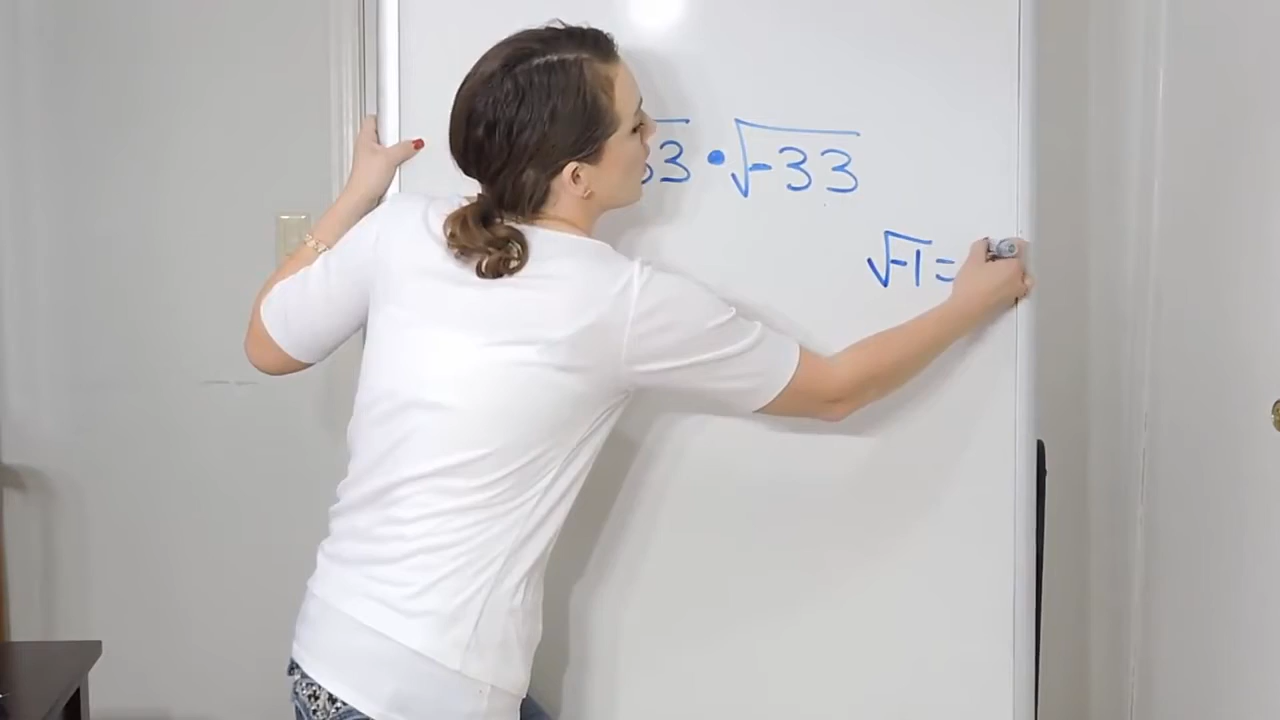 33 • √-33
√-1 =